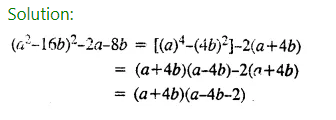 Solution:
(a²–16b)²–2a–8b = [(a)⁴–(4b)²]–2(a+4b)
= (a+4b)(a–4b)–2(a+4b)
= (a+4b)(a–4b–2)